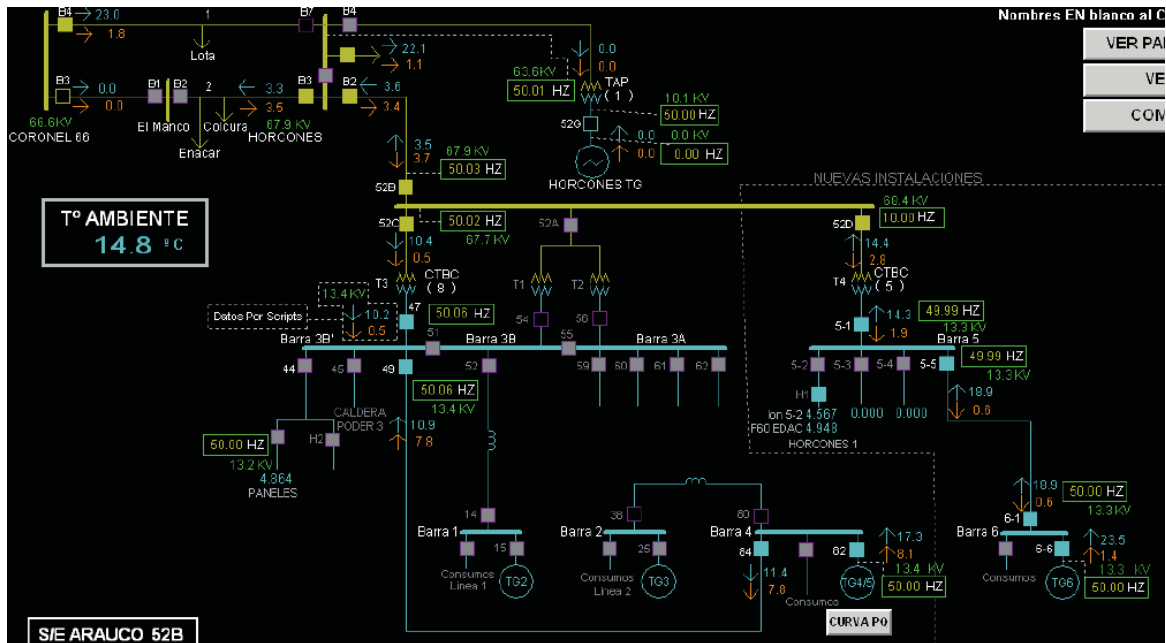 Nombres EN blanco al C
VER PAI
VE
COM
B4 23.0 1 B7 B4
1.8
Lota
22.1
1.1
0.0
0.0
63.6KV
50.01 HZ
TAP
( 1 )
B3 0.0 B1 B2 2 3.3 B3 B2 3.6
0.0 3.5 3.4
66.6KV
CORONEL 66
El Manco
Colcura
67.9 KV
HORCONES
Enacar
10.1 KV
50.00 HZ
52G
0.0 0.0 KV
0.0 0.00 HZ
HORCONES TG
3.5 67.9 KV
3.7 50.03 HZ
52B
NUEVAS INSTALACIONES
Tº AMBIENTE
14.8 º C
52C 50.02 HZ
67.7 KV
52A
52D
68.4 KV
10.00 HZ
10.4
0.5
14.4
2.8
T3 CTBC
( 8 )
T1 T2
T4 CTBC
( 5 )
13.4 KV
Datos Por Scripts
10.2
0.5
47 50.06 HZ
54 56
5-1
14.3
1.9
49.99 HZ
13.3 KV
Barra 3B' 51 Barra 3B 55 Barra 3A
Barra 5
44 45 49 52 59 60 61 62
5-2 5-3 5-4 5-5
49.99 HZ
13.3KV
50.06 HZ
13.4 KV
CALDERA
PODER 3
10.9
7.8
H1
Ion 5-2 4.567 0.000 0.000
F60 EDAC 4.948
HORCONES 1
18.9
0.6
50.00 HZ
13.2 KV
H2
4.864
PANELES
14
38
80
Barra 1
15
Consumos
Linea 1
TG2
Barra 2
25
Consumos
Línea 2
TG3
Barra 4
84
11.4
7.8
Consumos
82
17.3
8.1
TG4/5
13.4 KV
50.00 HZ
CURVA PQ
18.9
0.6
50.00 HZ
13.3KV
6-1
Barra 6
6-6
Consumos
TG6
23.5
1.4
13.3 KV
50.00 HZ
S/E ARAUCO 52B